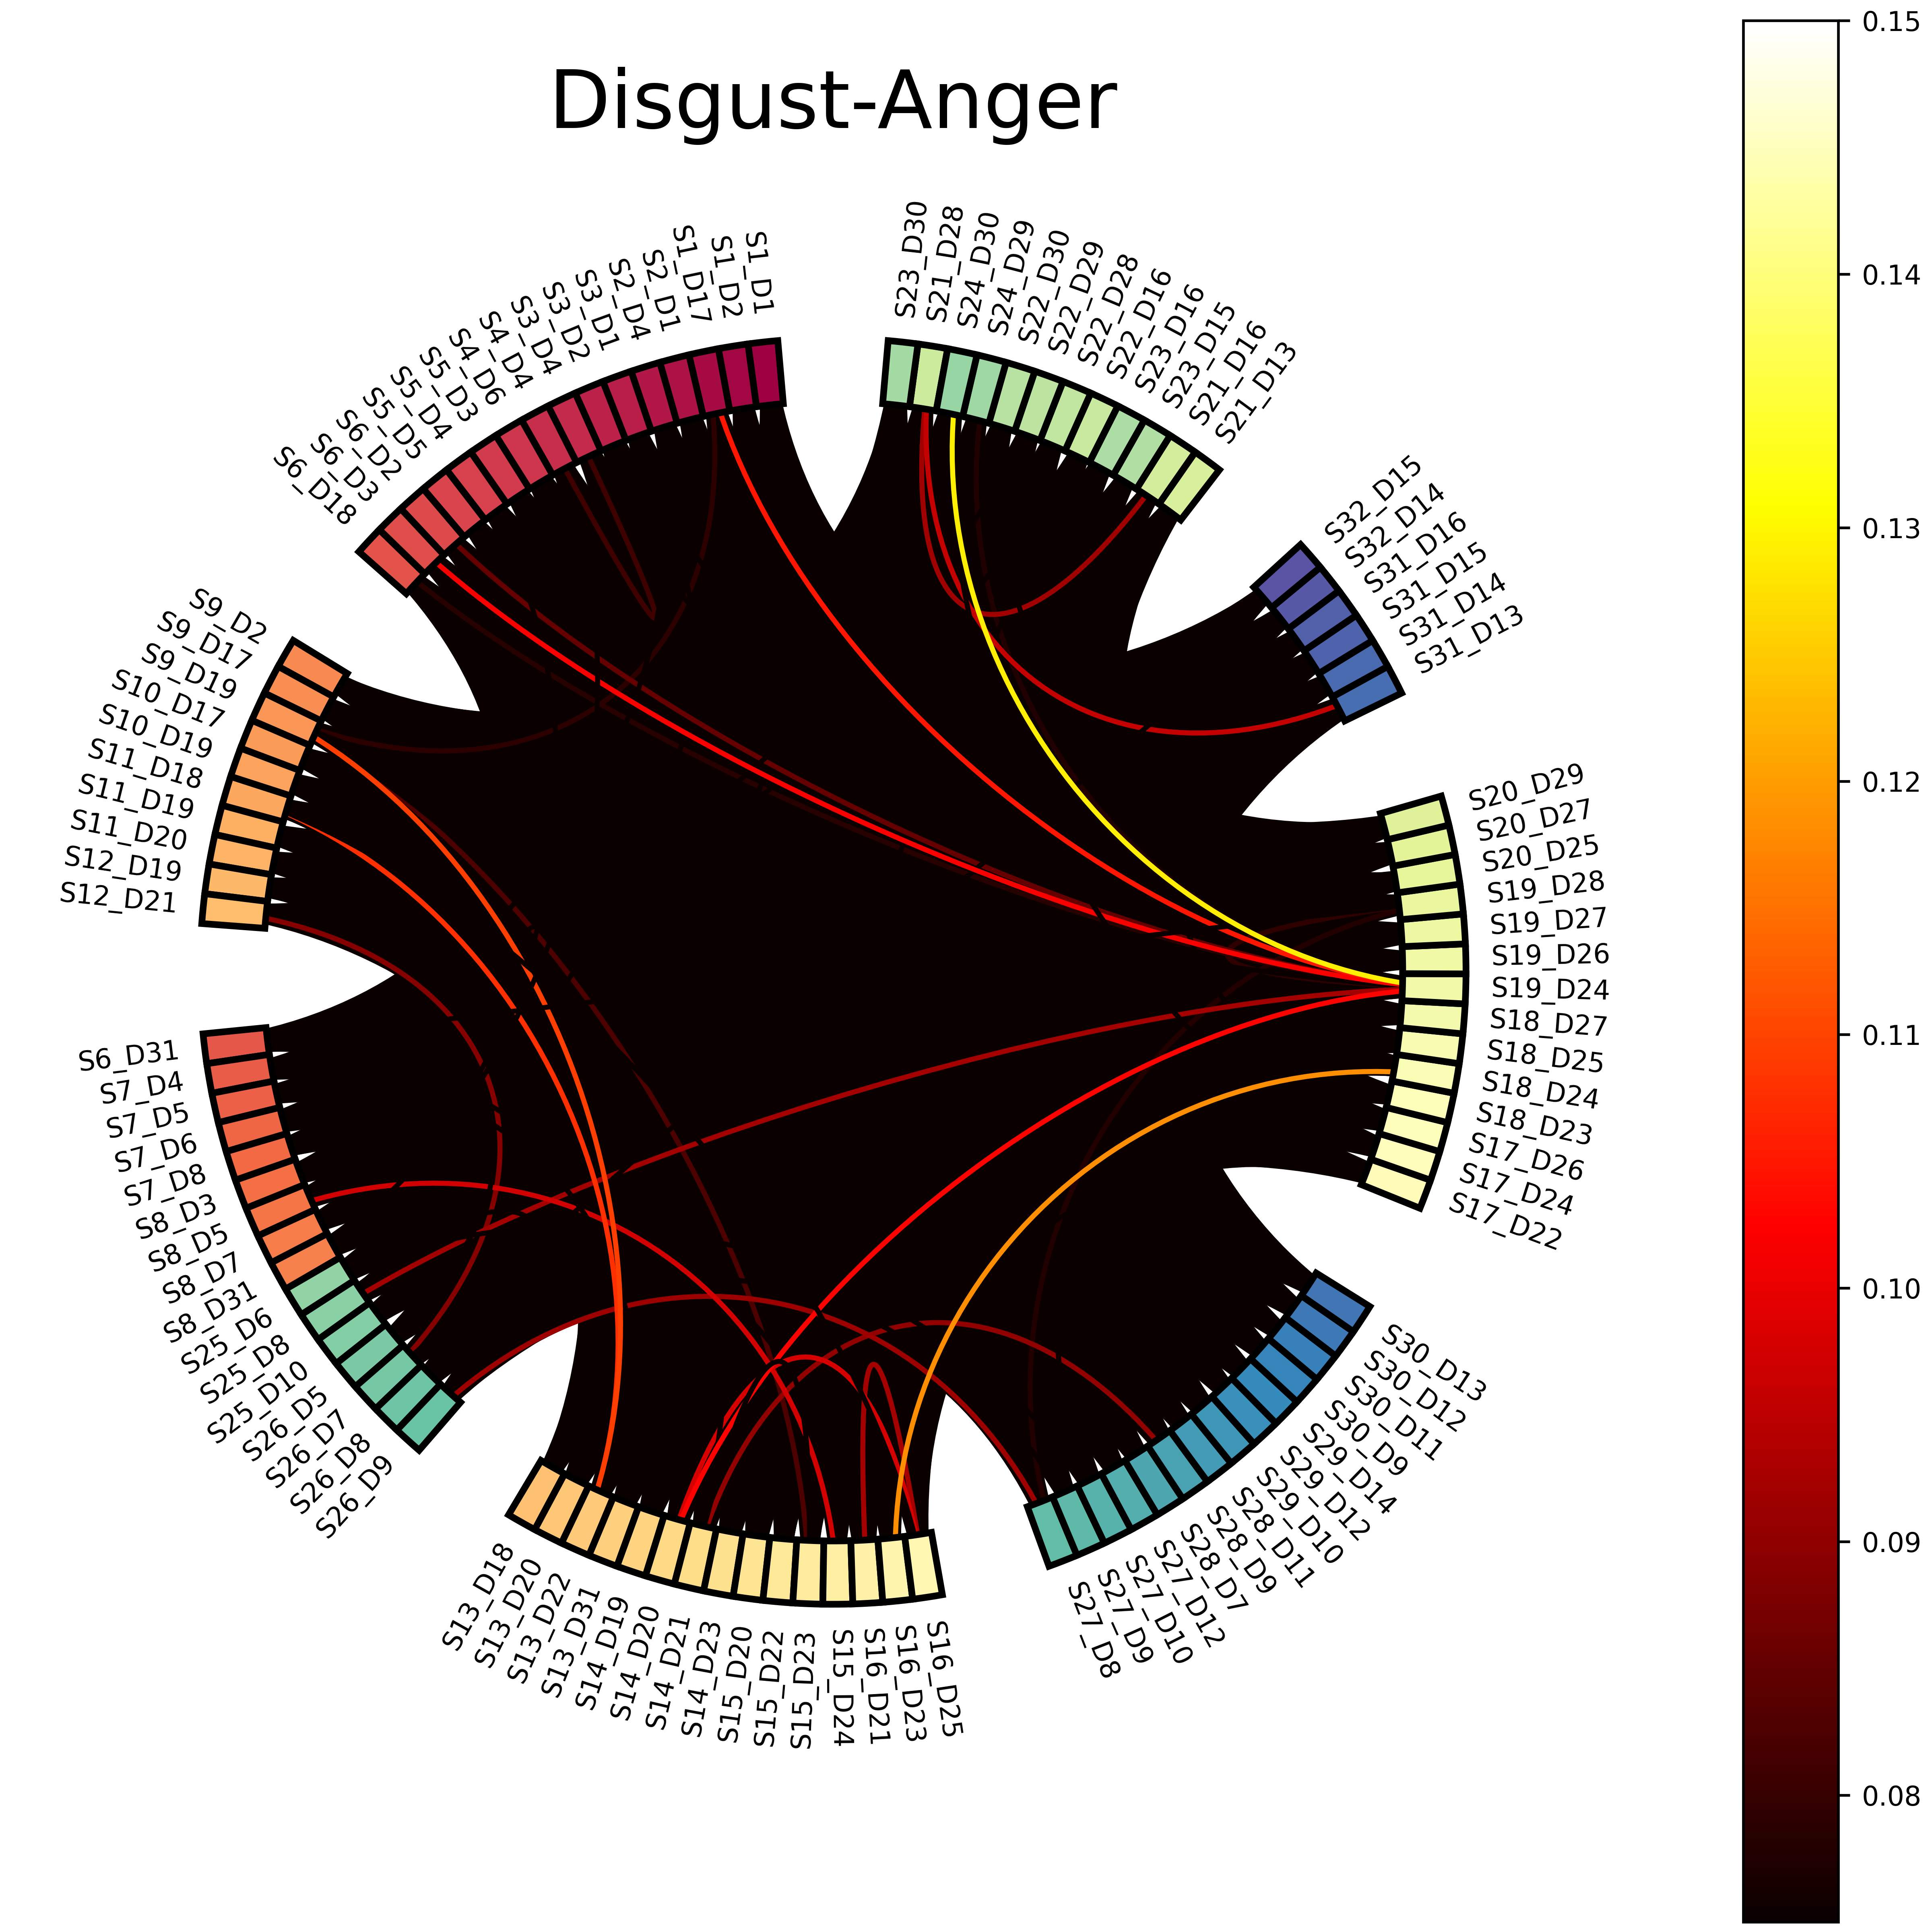 Disgust-Anger
S1_D1
S1_D2
S1_D17
S2_D1
S2_D4
S3_D1
S3_D2
S3_D4
S4_D4
S4_D6
S5_D3
S5_D4
S5_D5
S6_D2
S6_D3
S6_D18
S9_D2
S9_D17
S9_D19
S10_D17
S10_D19
S11_D18
S11_D19
S11_D20
S12_D19
S12_D21
S6_D31
S7_D4
S7_D5
S7_D6
S7_D8
S8_D3
S8_D5
S8_D7
S8_D31
S25_D6
S25_D8
S25_D10
S26_D5
S26_D7
S26_D8
S26_D9
S13_D18
S13_D20
S13_D22
S13_D31
S14_D19
S14_D20
S14_D21
S14_D23
S15_D20
S15_D22
S15_D23
S15_D24
S16_D21
S16_D23
S16_D25
S27_D8
S27_D9
S27_D10
S27_D12
S28_D7
S28_D9
S28_D11
S29_D10
S29_D12
S29_D14
S30_D9
S30_D11
S30_D12
S30_D13
S17_D22
S17_D24
S17_D26
S18_D23
S18_D24
S18_D25
S18_D27
S19_D24
S19_D26
S19_D27
S19_D28
S20_D25
S20_D27
S20_D29
S31_D13
S31_D14
S31_D15
S31_D16
S32_D14
S32_D15
S21_D13
S21_D16
S23_D15
S23_D16
S22_D16
S22_D28
S22_D29
S22_D30
S24_D29
S24_D30
S21_D28
S23_D30
0.15
0.14
0.13
0.12
0.11
0.10
0.09
0.08